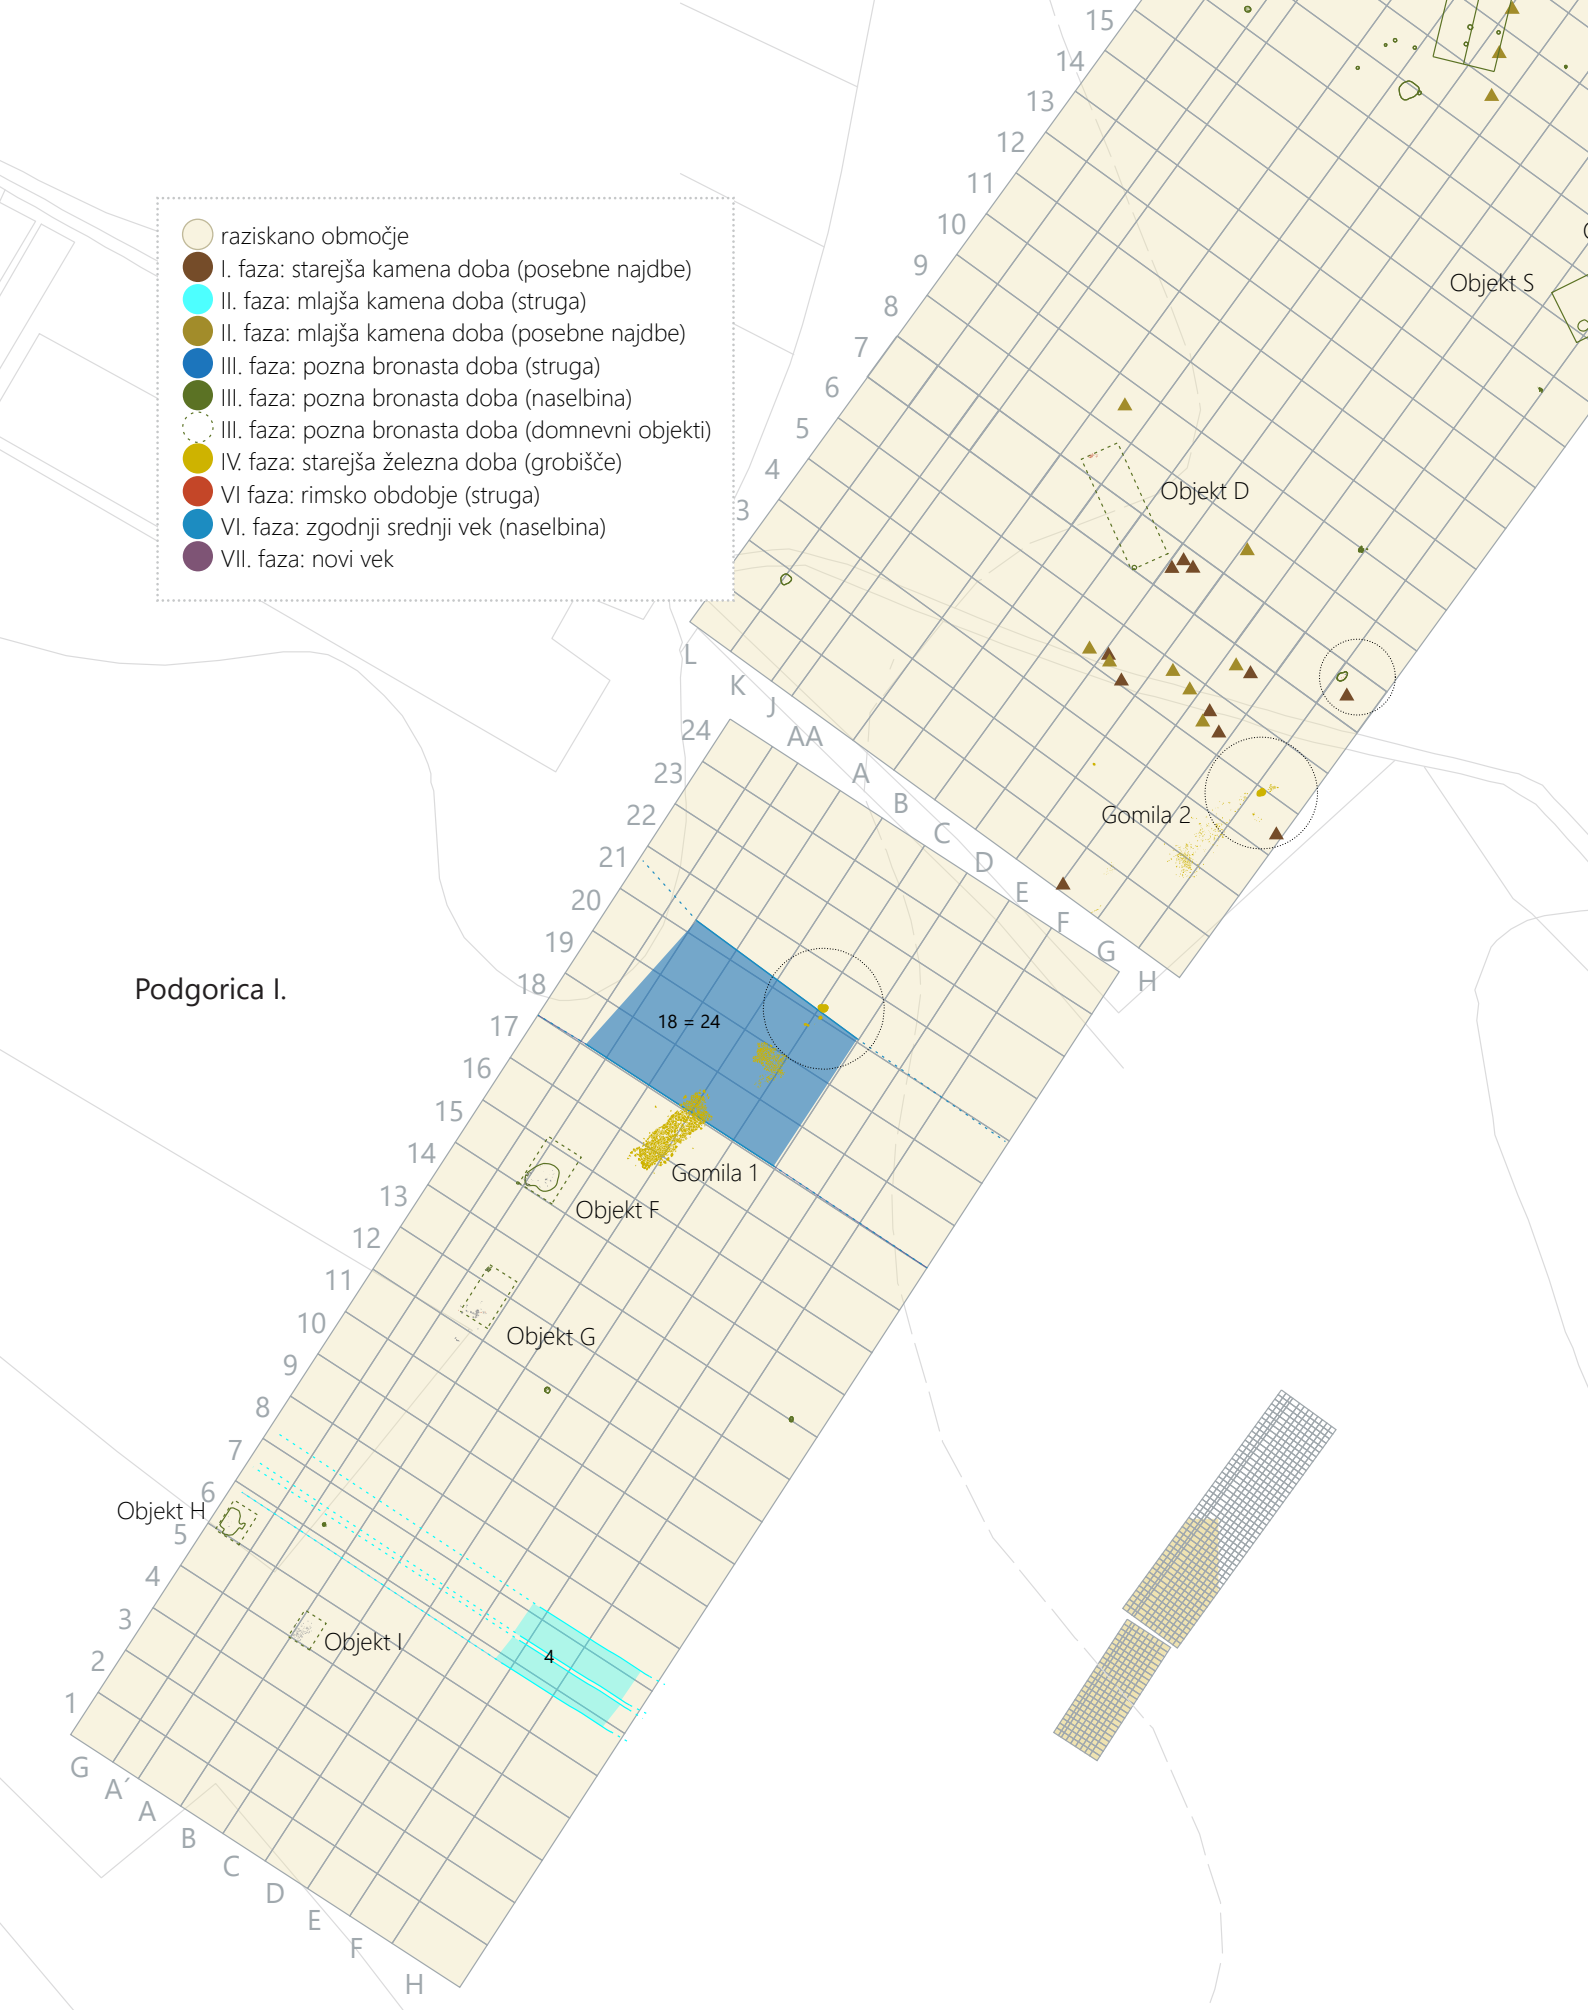 15
14
13
12
11
10
9
8
7
6
5
4
3
raziskano območje
I. faza: starejša kamena doba (posebne najdbe)
II. faza: mlajša kamena doba (struga)
II. faza: mlajša kamena doba (posebne najdbe)
III. faza: pozna bronasta doba (struga)
III. faza: pozna bronasta doba (naselbina)
III. faza: pozna bronasta doba (domnevni objekti)
IV. faza: starejša železna doba (grobišče)
VI faza: rimsko obdobje (struga)
VI. faza: zgodnji srednji vek (naselbina)
VII. faza: novi vek
Objekt S
Objekt D
Gomila 2
L
K
J
AA
A
B
C
D
E
F
G
H
24
23
22
21
20
19
18
17
16
15
14
13
12
11
10
9
8
7
6
5
4
3
2
1
Podgorica I.
18 = 24
Gomila 1
Objekt F
Objekt G
Objekt H
Objekt I
4
G
A´
A
B
C
D
E
F
H